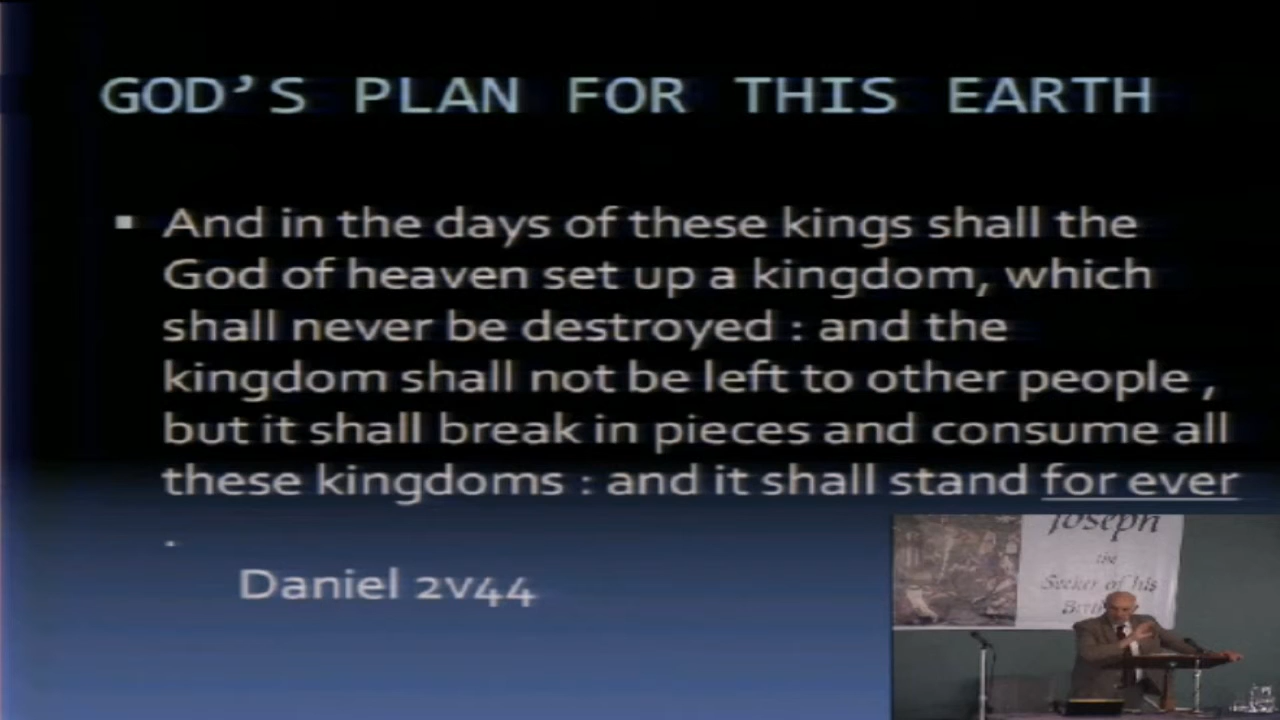 GOD’S PLAN FOR THIS EARTH
▪ And in the days of these kings shall the
God of heaven set up a kingdom, which
shall never be destroyed : and the
kingdom shall not be left to other people ,
but it shall break in pieces and consume all
these kingdoms : and it shall stand for ever
.
Daniel 2v44
Joseph
the
Seeker of his